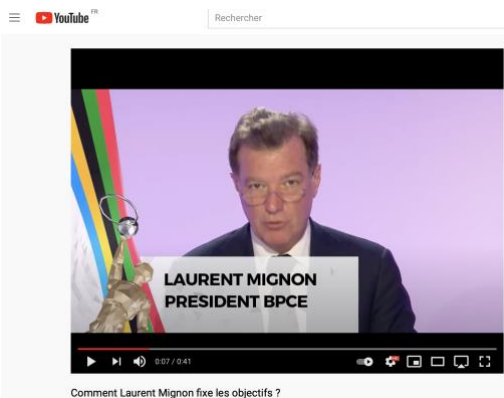 YouTube FR
Rechercher
LAURENT MIGNON
PRESIDENT BPCE
0:07 / 0:41
Comment Laurent Mignon fixe les objectifs ?